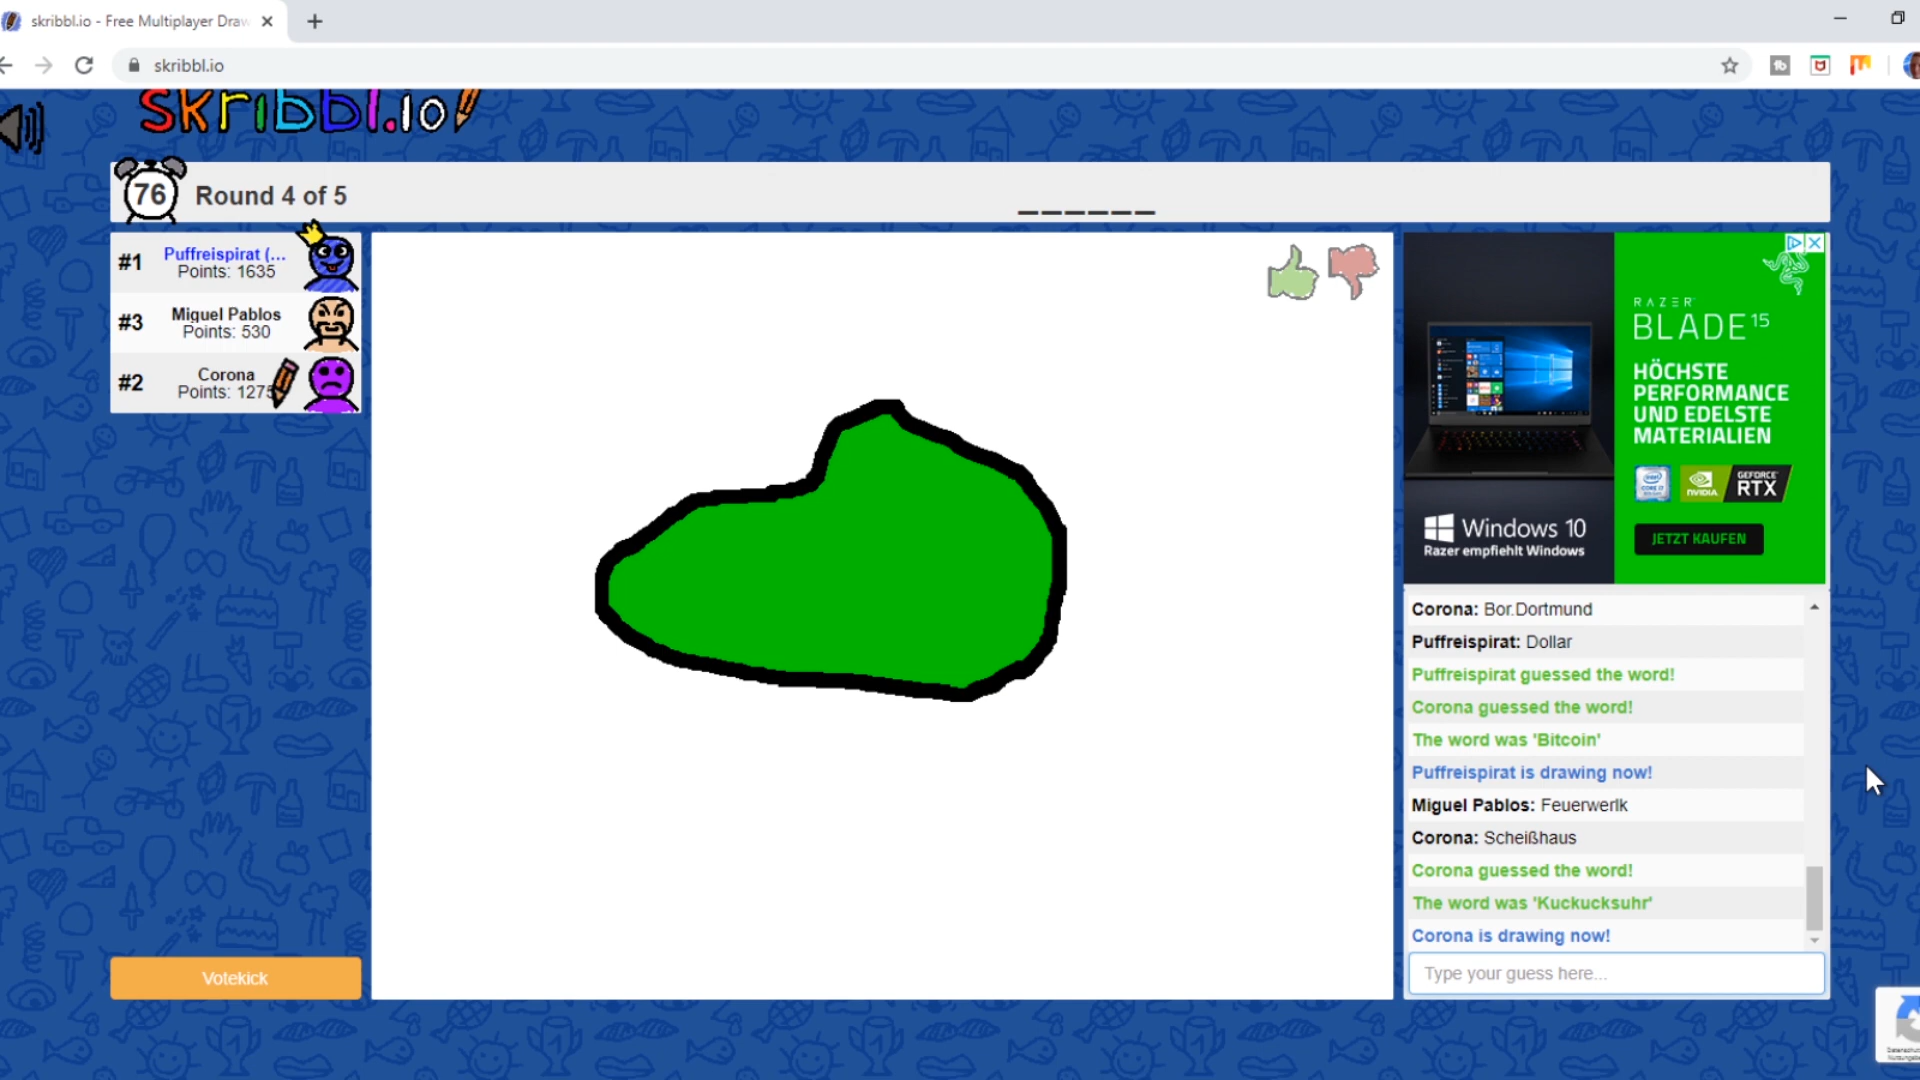 skribbl.io - Free Multiplayer Draw
skribbl.io
skribbl.io
76
Round 4 of 5
______
#1
Puffreispirat (...
Points: 1635
#3
Miguel Pablos
Points: 530
#2
Corona
Points: 1275
Votekick
RAZER
BLADE 15
HÖCHSTE
PERFORMANCE
UND EDELSTE
MATERIALIEN
NVIDIA
GEFORCE
RTX
Windows 10
Razer empfiehlt Windows
JETZT KAUFEN
Corona: Bor.Dortmund
Puffreispirat: Dollar
Puffreispirat guessed the word!
Corona guessed the word!
The word was 'Bitcoin'
Puffreispirat is drawing now!
Miguel Pablos: Feuerwerlk
Corona: Scheißhaus
Corona guessed the word!
The word was 'Kuckucksuhr'
Corona is drawing now!
Type your guess here...